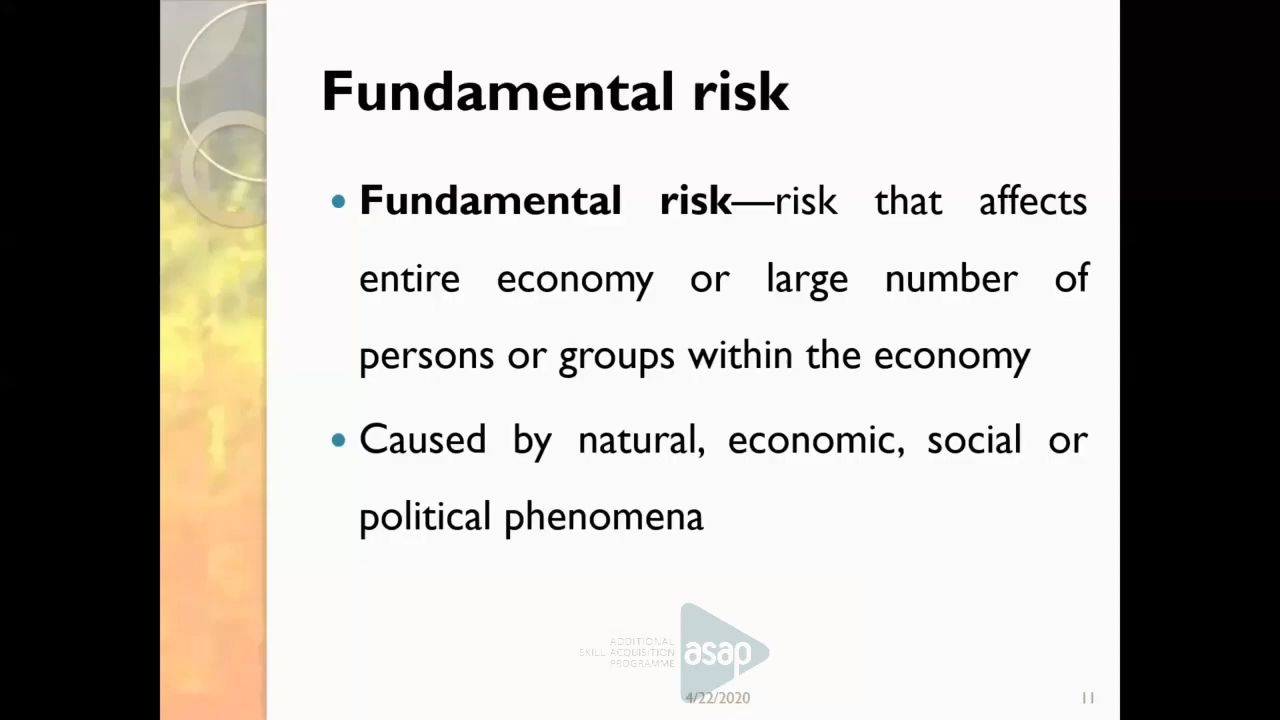 Fundamental risk
• Fundamental risk—risk that affects
entire economy or large number of
persons or groups within the economy
• Caused by natural, economic, social or
political phenomena
ADDITIONAL
SKILL ACQUISITION
PROGRAMME
asap
4/22/2020
11